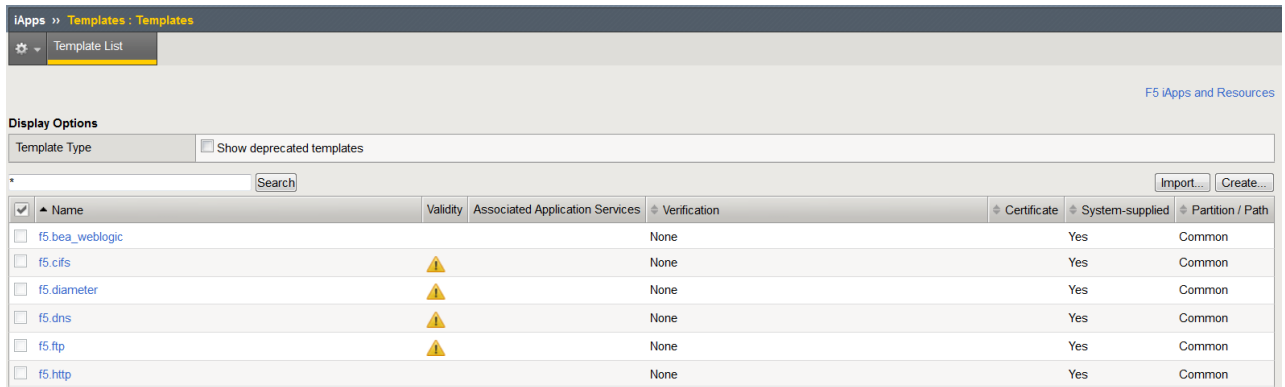 iApps ›› Templates : Templates
Template List
F5 iApps and Resources
Display Options
Template Type Show deprecated templates
* Search Import... Create...
Name Validity Associated Application Services Verification Certificate System-supplied Partition / Path
f5.bea_weblogic None Yes Common
f5.cifs None Yes Common
f5.diameter None Yes Common
f5.dns None Yes Common
f5.ftp None Yes Common
f5.http None Yes Common